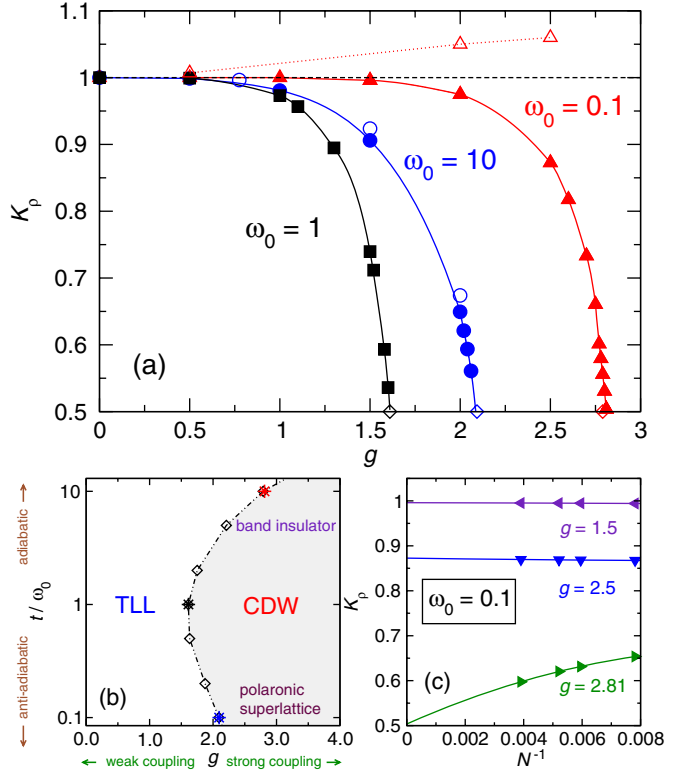 1.1
1.05
1
0.9
0.8
0.7
0.6
0.5
Kρ
ω0 = 0.1
ω0 = 10
ω0 = 1
(a)
0 0.5 1 1.5 2 2.5 3
g
10
1
0.1
t / ω0
adiabatic
anti-adiabatic
band insulator
TLL
CDW
polaronic
superlattice
(b)
0.0 1.0 2.0 3.0 4.0
g
weak coupling
strong coupling
1
0.9
0.8
0.7
0.6
0.5
Kρ
g = 1.5
g = 2.5
ω0 = 0.1
g = 2.81
(c)
0 0.002 0.004 0.006 0.008
N-1